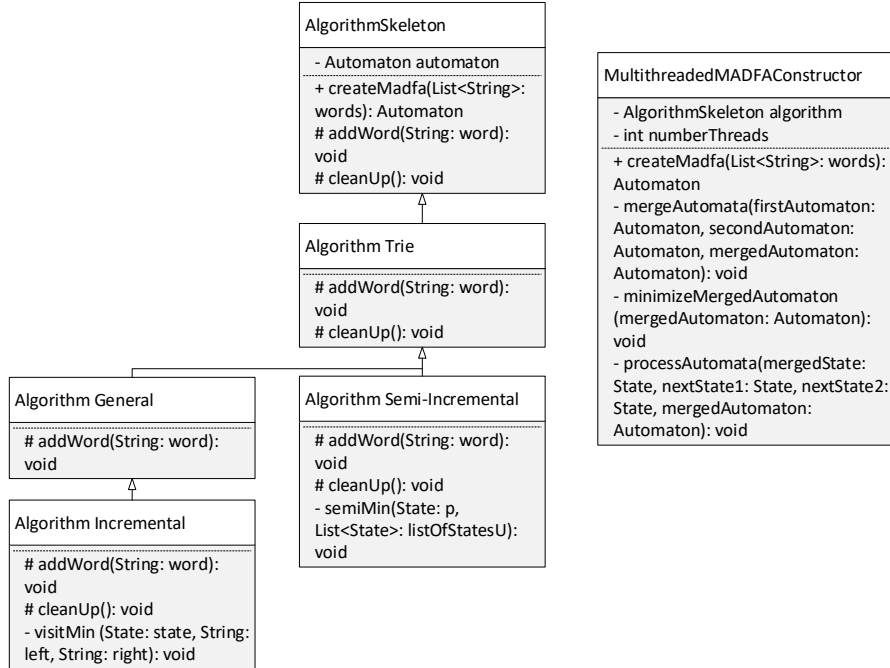 AlgorithmSkeleton
- Automaton automaton
+ createMadfa(List<String>:
words): Automaton
# addWord(String: word):
void
# cleanUp(): void
Algorithm Trie
# addWord(String: word):
void
# cleanUp(): void
Algorithm General
# addWord(String: word):
void
Algorithm Incremental
# addWord(String: word):
void
# cleanUp(): void
- visitMin (State: state, String:
left, String: right): void
Algorithm Semi-Incremental
# addWord(String: word):
void
# cleanUp(): void
- semiMin(State: p,
List<State>: listOfStatesU):
void
MultithreadedMADFAConstructor
- AlgorithmSkeleton algorithm
- int numberThreads
+ createMadfa(List<String>: words):
Automaton
- mergeAutomata(firstAutomaton:
Automaton, secondAutomaton:
Automaton, mergedAutomaton:
Automaton): void
- minimizeMergedAutomaton
(mergedAutomaton: Automaton):
void
- processAutomata(mergedState:
State, nextState1: State, nextState2:
State, mergedAutomaton:
Automaton): void